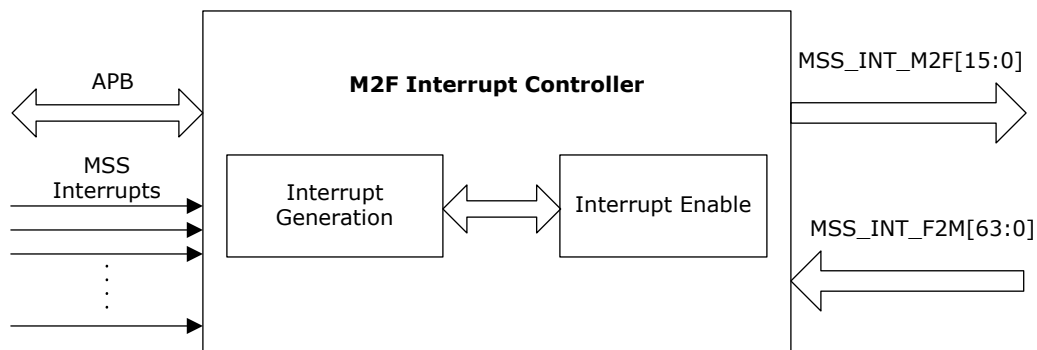 MSS_INT_M2F[15:0]
APB
M2F Interrupt Controller
MSS
Interrupts
Interrupt
Generation
Interrupt Enable
MSS_INT_F2M[63:0]